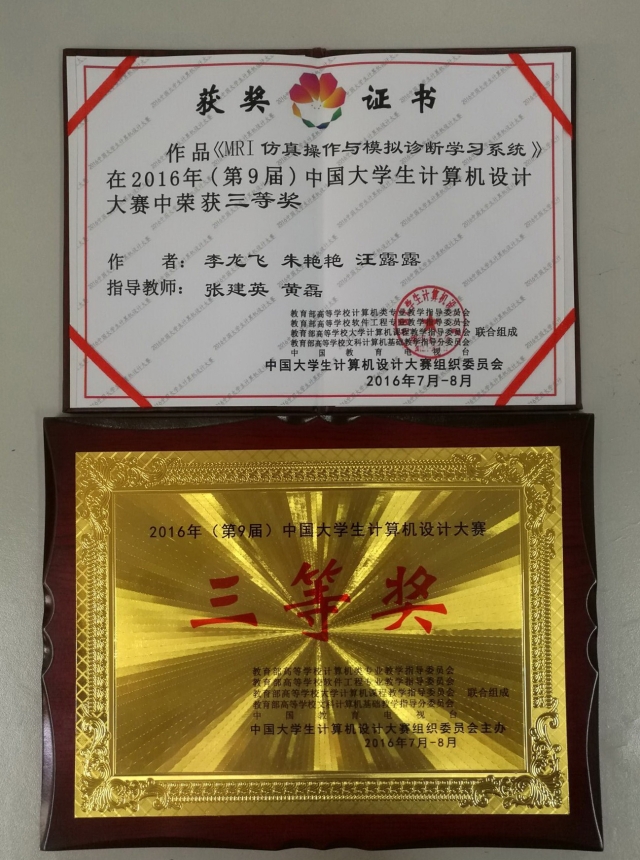 获奖 证书
作品《MRI仿真操作与模拟诊断学习系统》
在2016年(第9届)中国大学生计算机设计
大赛中荣获三等奖
作 者: 李龙飞 朱艳艳 汪露露
指导教师: 张建英 黄磊
教育部高等学校计算机类专业教学指导委员会
教育部高等学校软件工程专业教学指导委员会
教育部高等学校大学计算机课程教学指导委员会 联合组成
教育部高等学校文科计算机基础教学指导分委员会
中国教育电视台
中国大学生计算机设计大赛组织委员会
2016年7月-8月
2016年(第9届)中国大学生计算机设计大赛
三等奖
教育部高等学校计算机类专业教学指导委员会
教育部高等学校软件工程专业教学指导委员会
教育部高等学校大学计算机课程教学指导委员会 联合组成
教育部高等学校文科计算机基础教学指导分委员会
中国教育电视台
中国大学生计算机设计大赛组织委员会主办
2016年7月-8月